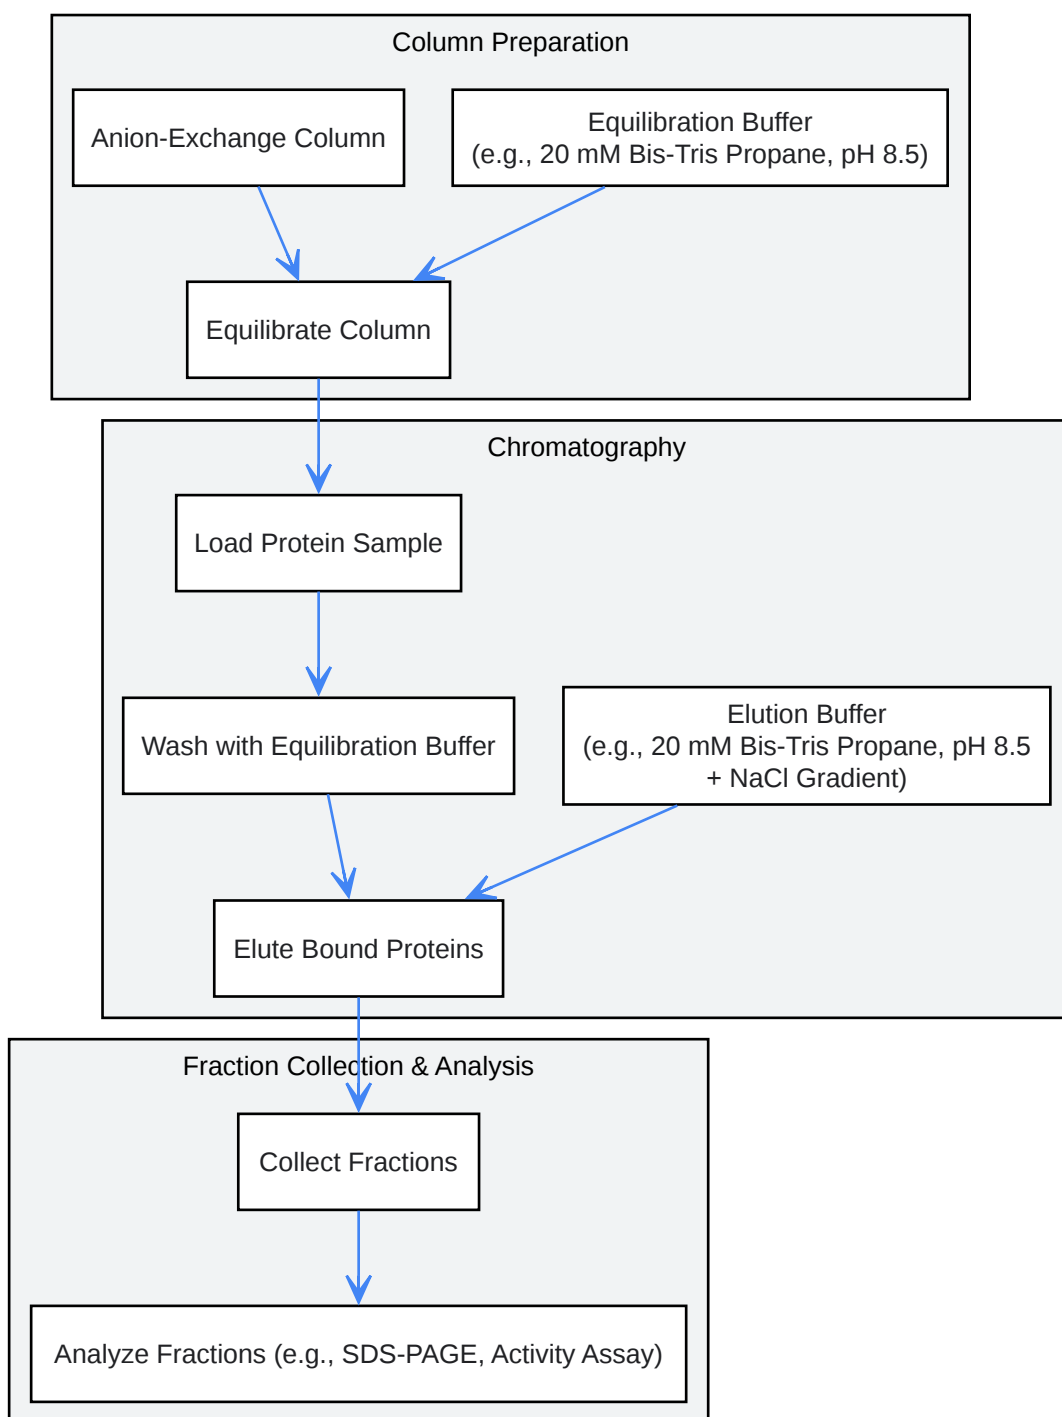 Column Preparation
Anion-Exchange Column
Equilibration Buffer
(e.g., 20 mM Bis-Tris Propane, pH 8.5)
Equilibrate Column
Chromatography
Load Protein Sample
Wash with Equilibration Buffer
Elution Buffer
(e.g., 20 mM Bis-Tris Propane, pH 8.5
+ NaCl Gradient)
Elute Bound Proteins
Fraction Collection & Analysis
Collect Fractions
Analyze Fractions (e.g., SDS-PAGE, Activity Assay)